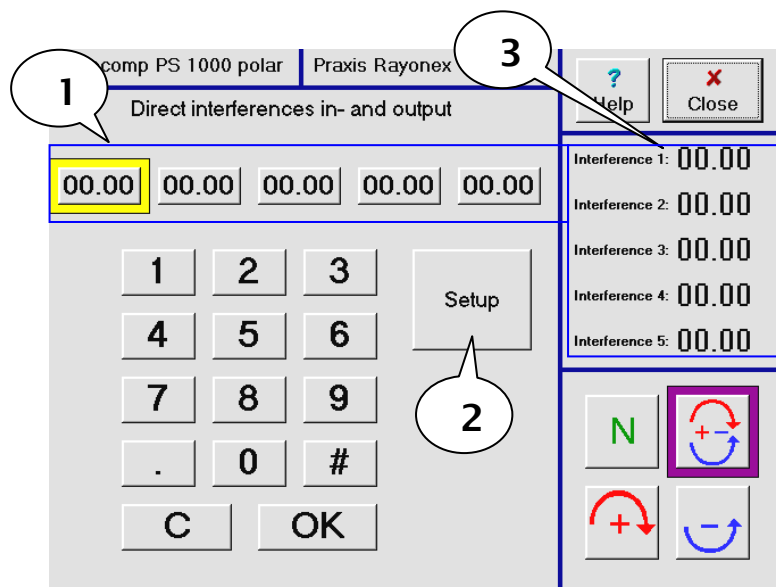 1
3
comp PS 1000 polar
Praxis Rayonex
Direct interferences in- and output
?
Close
00.00 00.00 00.00 00.00 00.00
Interference 1: 00.00
Interference 2: 00.00
Interference 3: 00.00
Interference 4: 00.00
Interference 5: 00.00
1 2 3
4 5 6
7 8 9
. 0 #
C OK
Setup
2
N
+ -
+
-